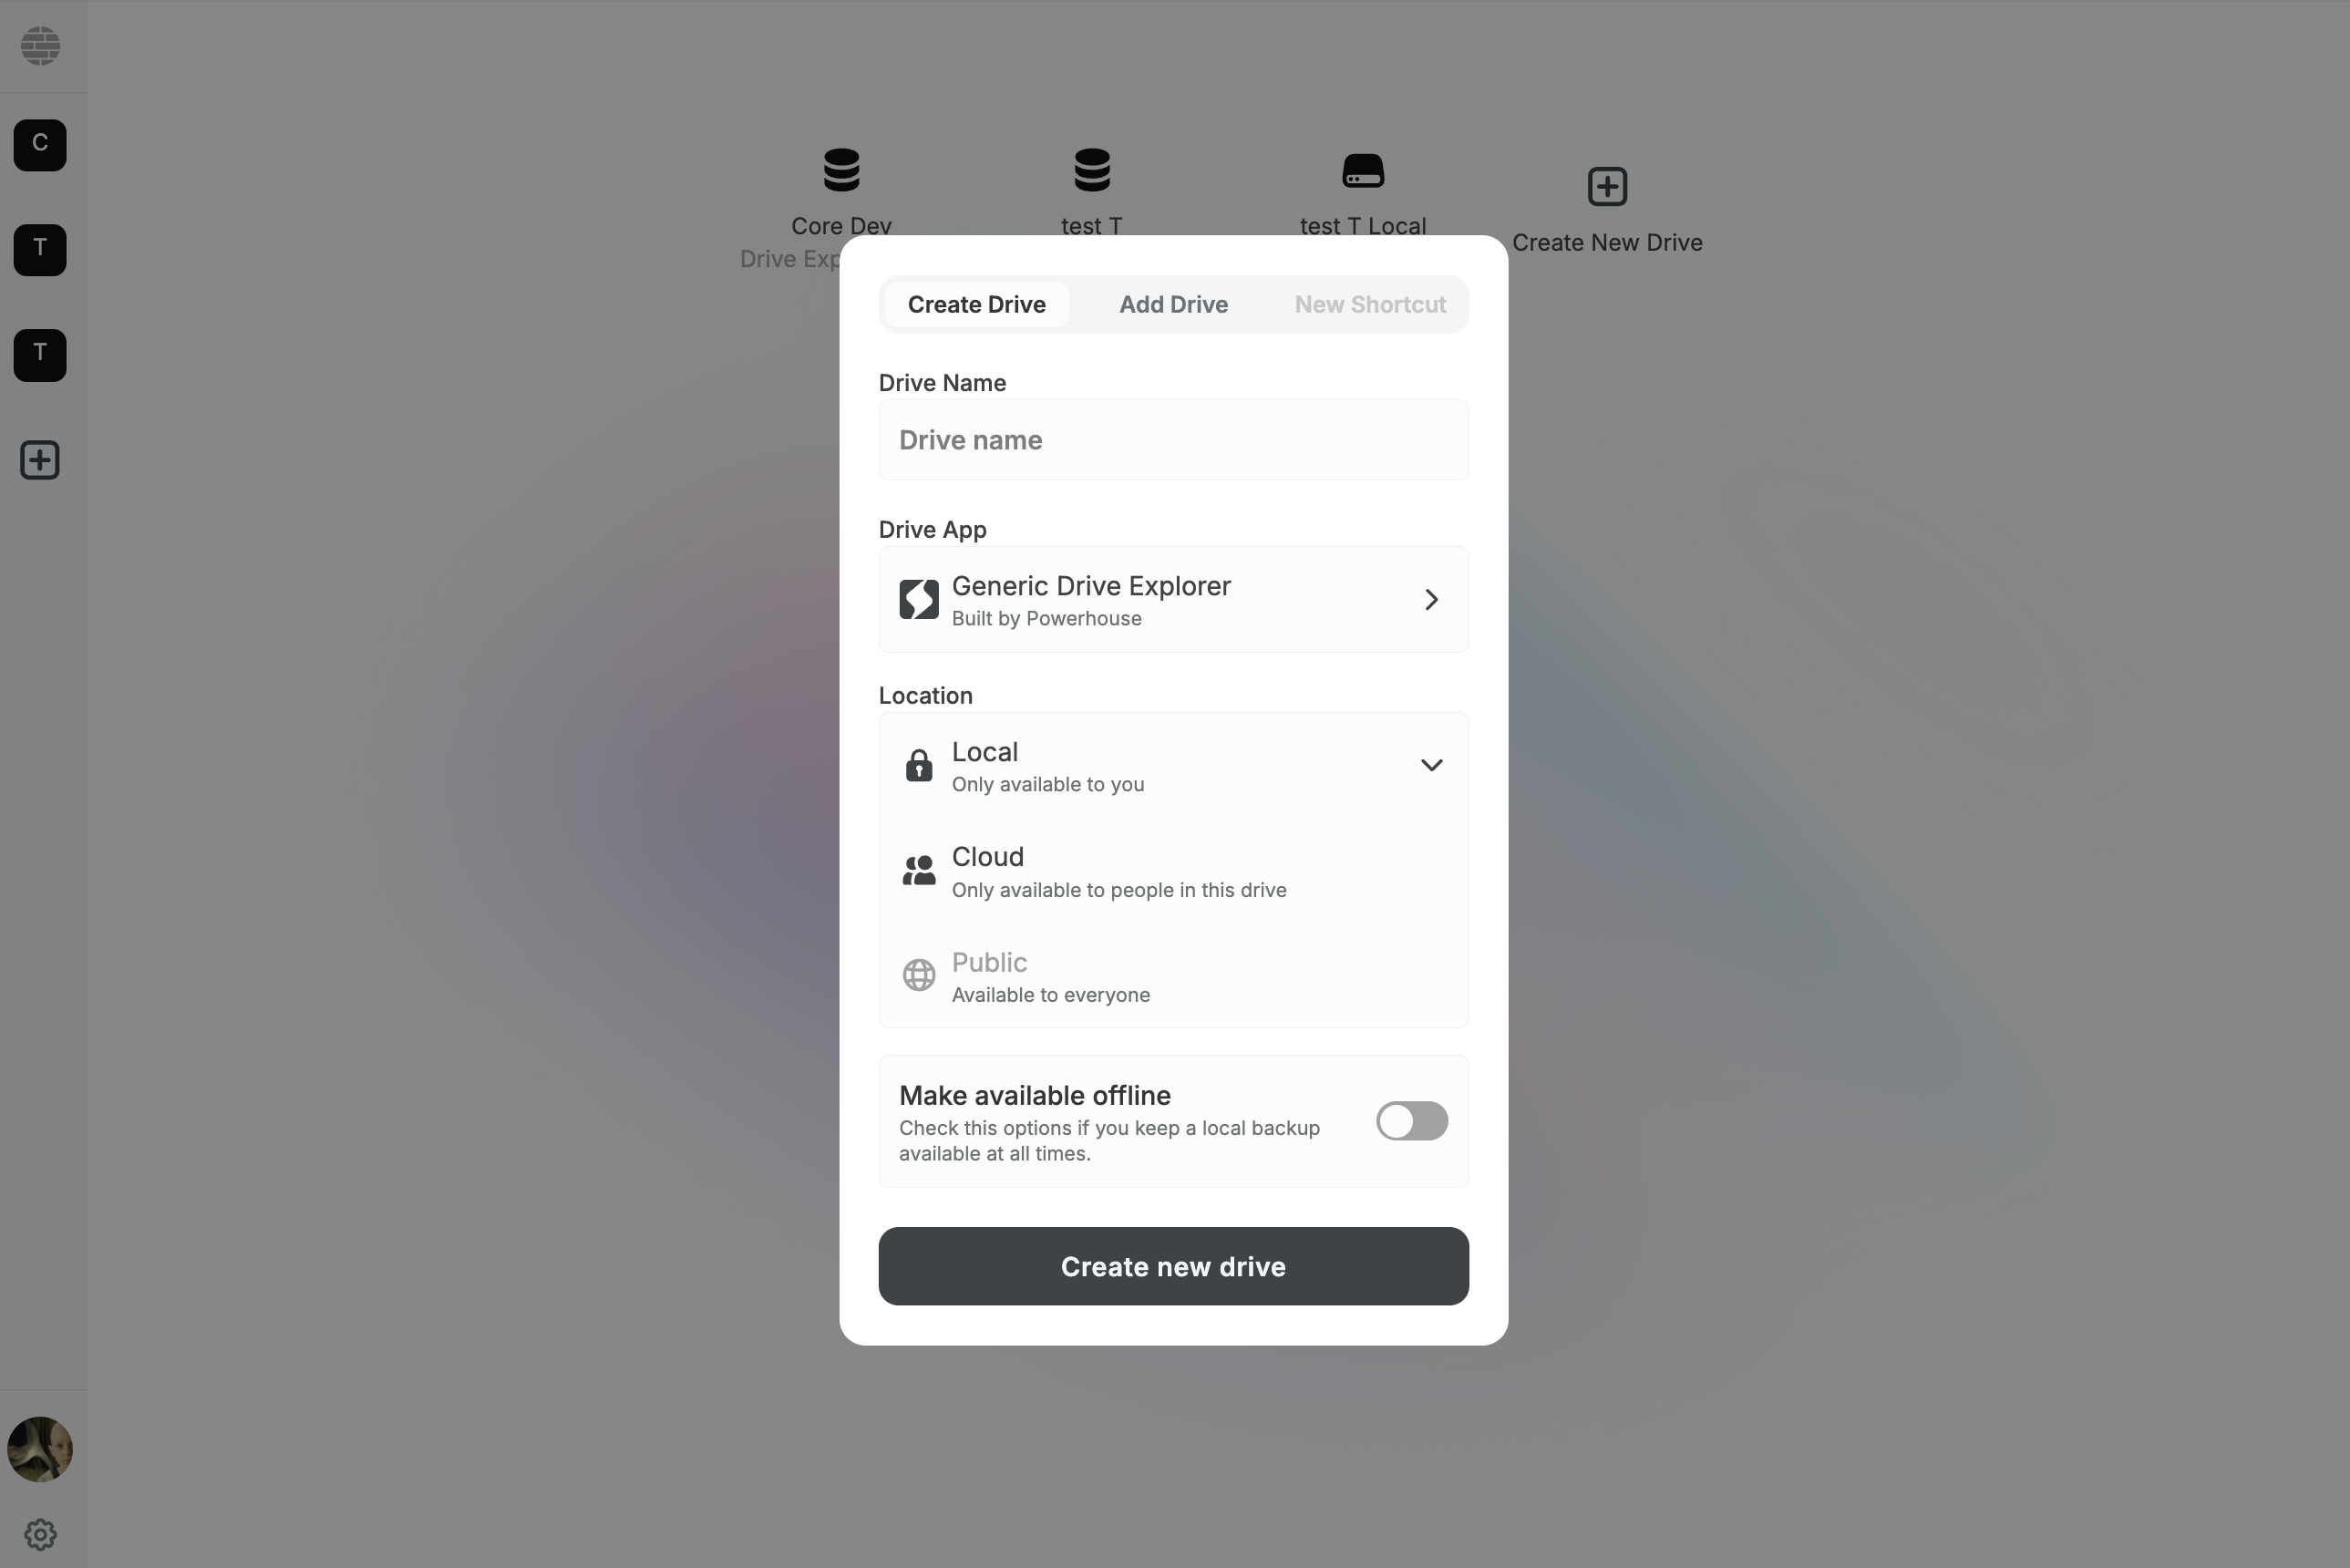 C
T
T
Core Dev
Drive Exp
test T
test T Local
Create New Drive
Create Drive
Add Drive
New Shortcut
Drive Name
Drive name
Drive App
Generic Drive Explorer
Built by Powerhouse
Location
Local
Only available to you
Cloud
Only available to people in this drive
Public
Available to everyone
Make available offline
Check this options if you keep a local backup
available at all times.
Create new drive